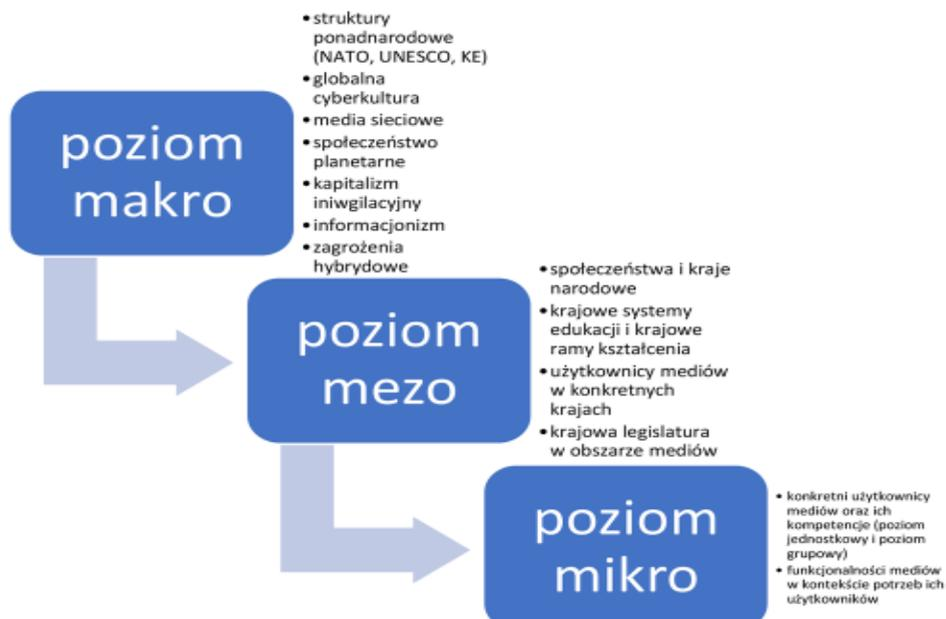 poziom
makro
• struktury
ponadnarodowe
(NATO, UNESCO, KE)
• globalna
cyberkultura
• media sieciowe
• społeczeństwo
planetarne
• kapitalizm
iniwgilacyjny
• informacjonizm
• zagrożenia
hybrydowe
poziom
mezo
• społeczeństwa i kraje
narodowe
• krajowe systemy
edukacji i krajowe
ramy kształcenia
• użytkownicy mediów
w konkretnych
krajach
• krajowa legislatura
w obszarze mediów
poziom
mikro
• konkretni użytkownicy
mediów oraz ich
kompetencje (poziom
jednostkowy i poziom
grupowy)
• funkcjonalności mediów
w kontekście potrzeb ich
użytkowników